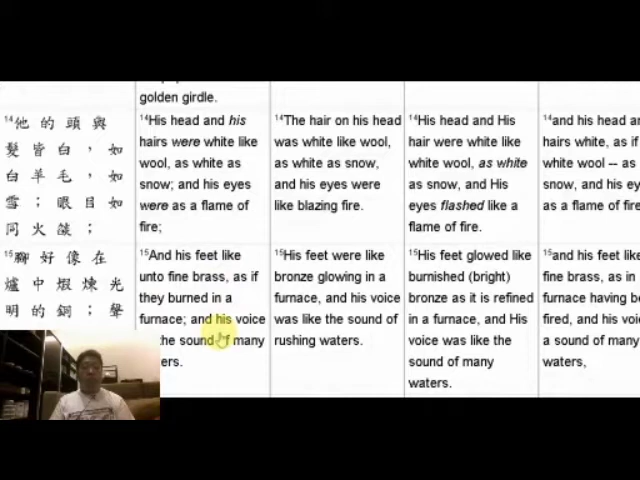 golden girdle.
14他的頭與
髮皆白，如
白羊毛，如
雪；眼目如
同火燄；
14His head and his
hairs were white like
wool, as white as
snow; and his eyes
were as a flame of
fire;
14The hair on his head
was white like wool,
as white as snow,
and his eyes were
like blazing fire.
14His head and His
hair were white like
white wool, as white
as snow, and His
eyes flashed like a
flame of fire.
14and his head an
hairs white, as if
white wool -- as
snow, and his ey
as a flame of fire
15腳好像在
爐中煆煉光
明的銅；聲
15And his feet like
unto fine brass, as if
they burned in a
furnace; and his voice
the sound of many
ers.
15His feet were like
bronze glowing in a
furnace, and his voice
was like the sound of
rushing waters.
15His feet glowed like
burnished (bright)
bronze as it is refined
in a furnace, and His
voice was like the
sound of many
waters.
15and his feet like
fine brass, as in
furnace having be
fired, and his voic
a sound of many
waters,